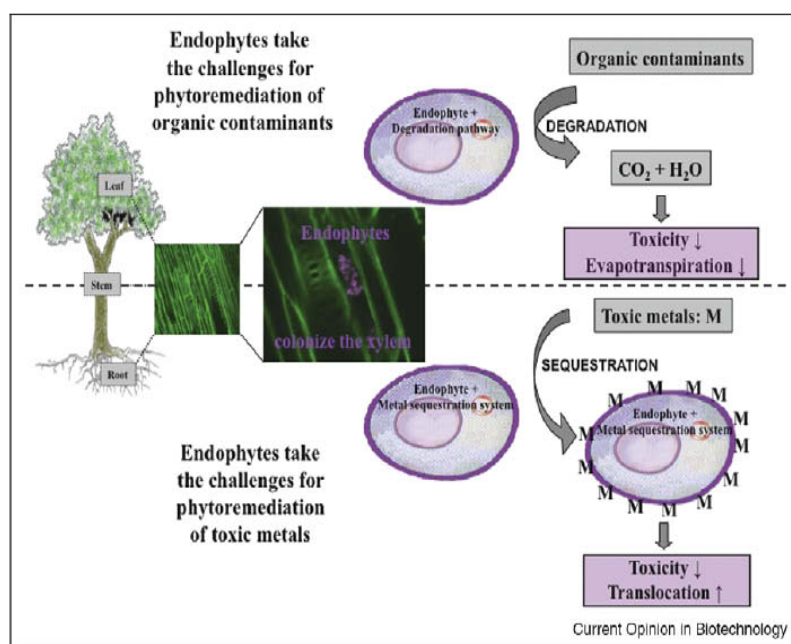 Endophytes take
the challenges for
phytoremediation of
organic contaminants
Organic contaminants
Endophyte +
Degradation pathway
DEGRADATION
CO₂ + H₂O
Toxicity ↓
Evapotranspiration ↓
Leaf
Stem
Root
Endophytes
colonize the xylem
Toxic metals: M
SEQUESTRATION
Endophyte +
Metal sequestration system
Endophytes take
the challenges for
phytoremediation
of toxic metals
M M M M M M M M M M M M M M M
Endophyte +
Metal sequestration system
Toxicity ↓
Translocation ↑
Current Opinion in Biotechnology